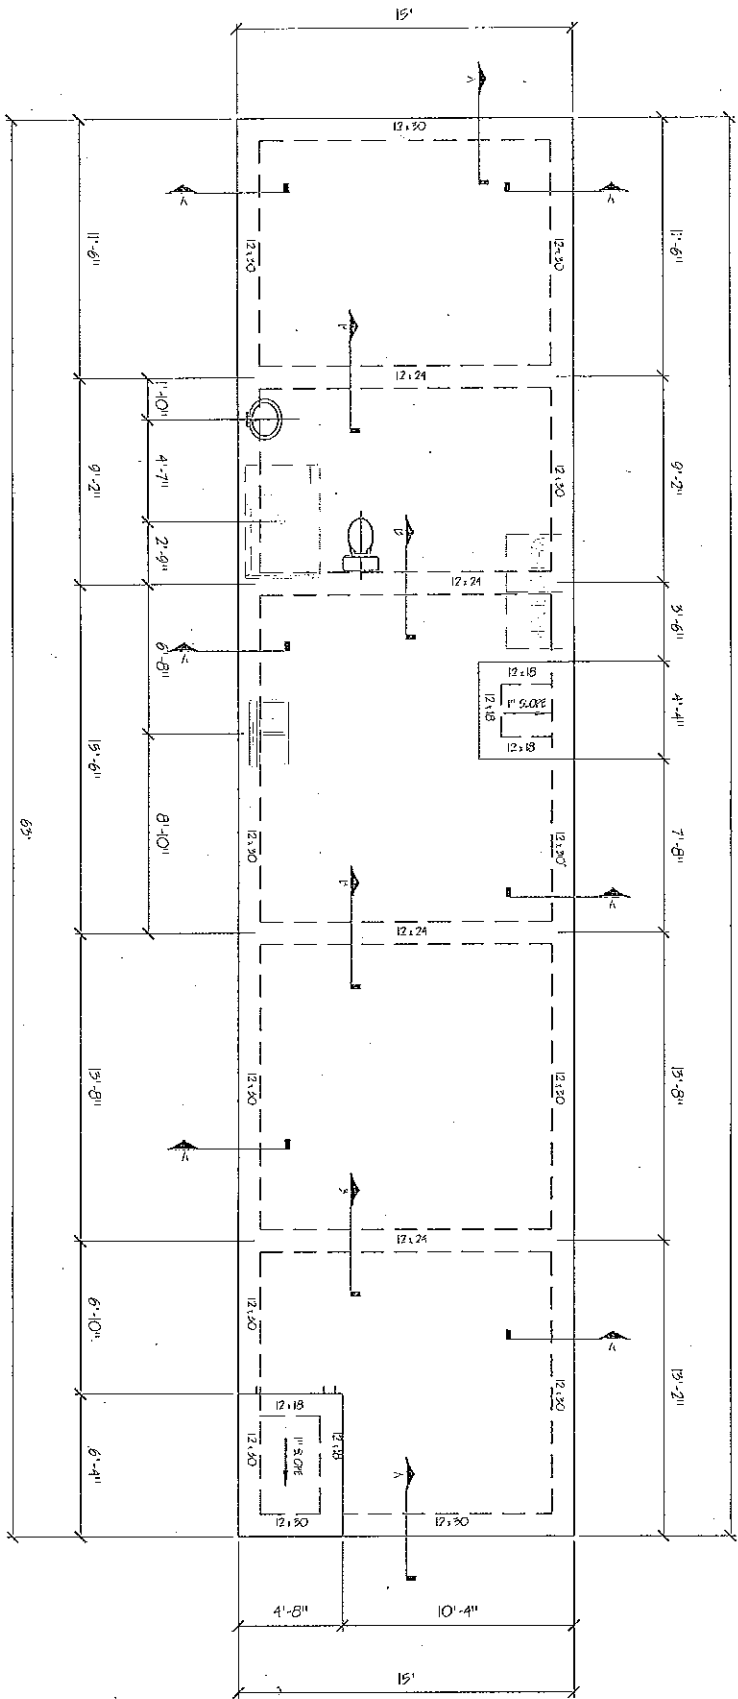 15'
12x30
11'-6"
12x30
12x30
11'-6"
12x24
1'-10"
9'-2"
4'-7"
12x30
9'-2"
2'-9"
12x24
3'-6"
6'-8"
12x18
1" SLOPE
12x18
12x18
4'-4"
15'-6"
8'-10"
12x30
12x30
7'-8"
63'
12x24
13'-8"
12x30
12x30
13'-8"
12x24
6'-10"
12x30
12x30
13'-2"
12x18
12x18
12x30
1" SLOPE
6'-4"
12x30
12x30
4'-8"
10'-4"
15'